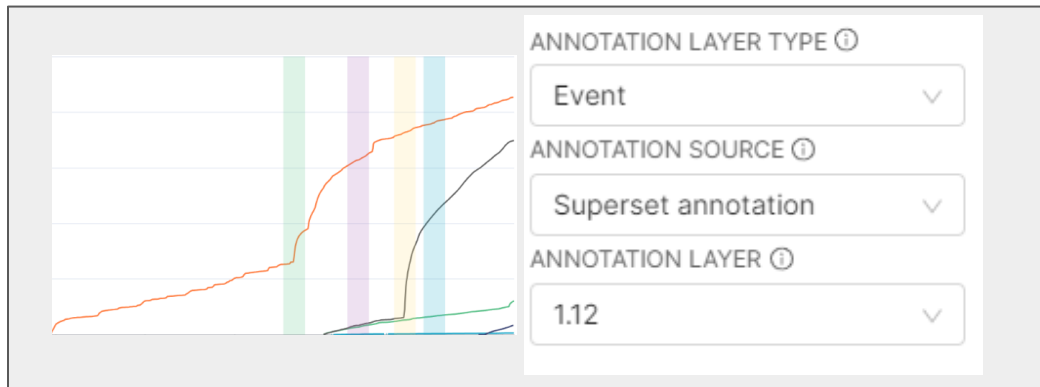 ANNOTATION LAYER TYPE
Event
ANNOTATION SOURCE
Superset annotation
ANNOTATION LAYER
1.12